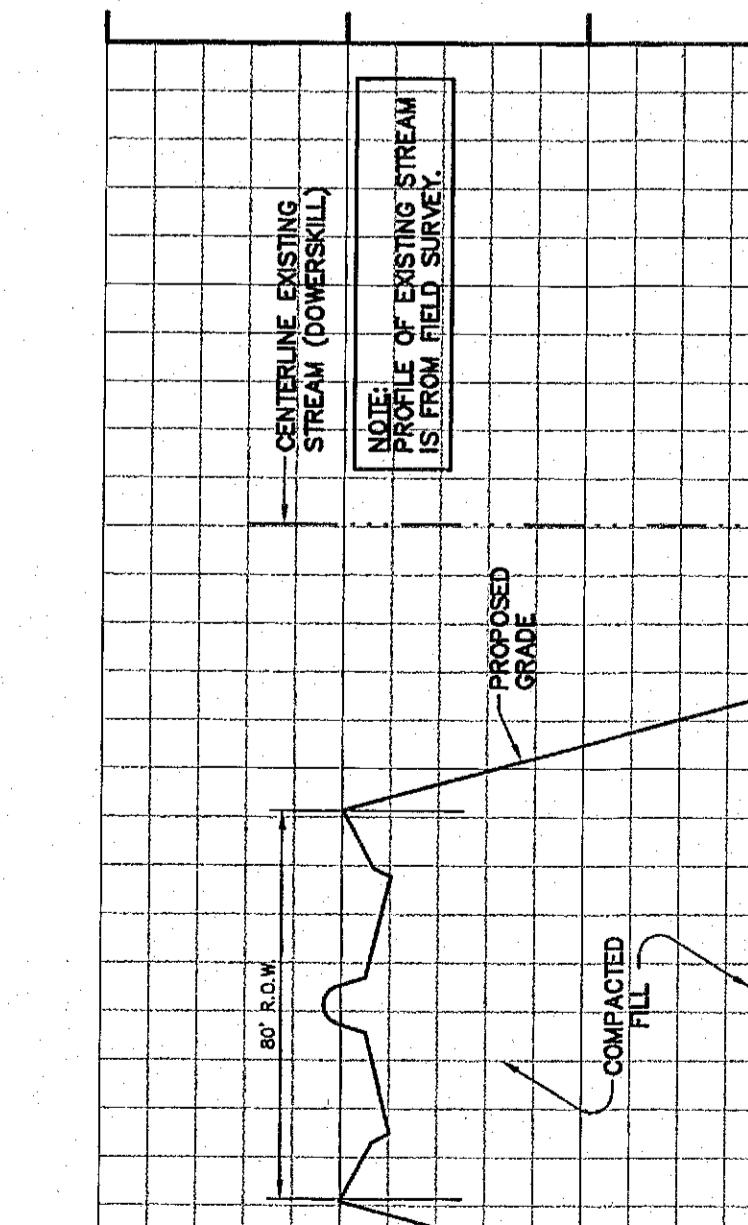 CENTERLINE EXISTING
STREAM (DOWERSKILL)
NOTE:
PROFILE OF EXISTING STREAM
IS FROM FIELD SURVEY.
PROPOSED
GRADE
80' R.O.W.
COMPACTED
FILL